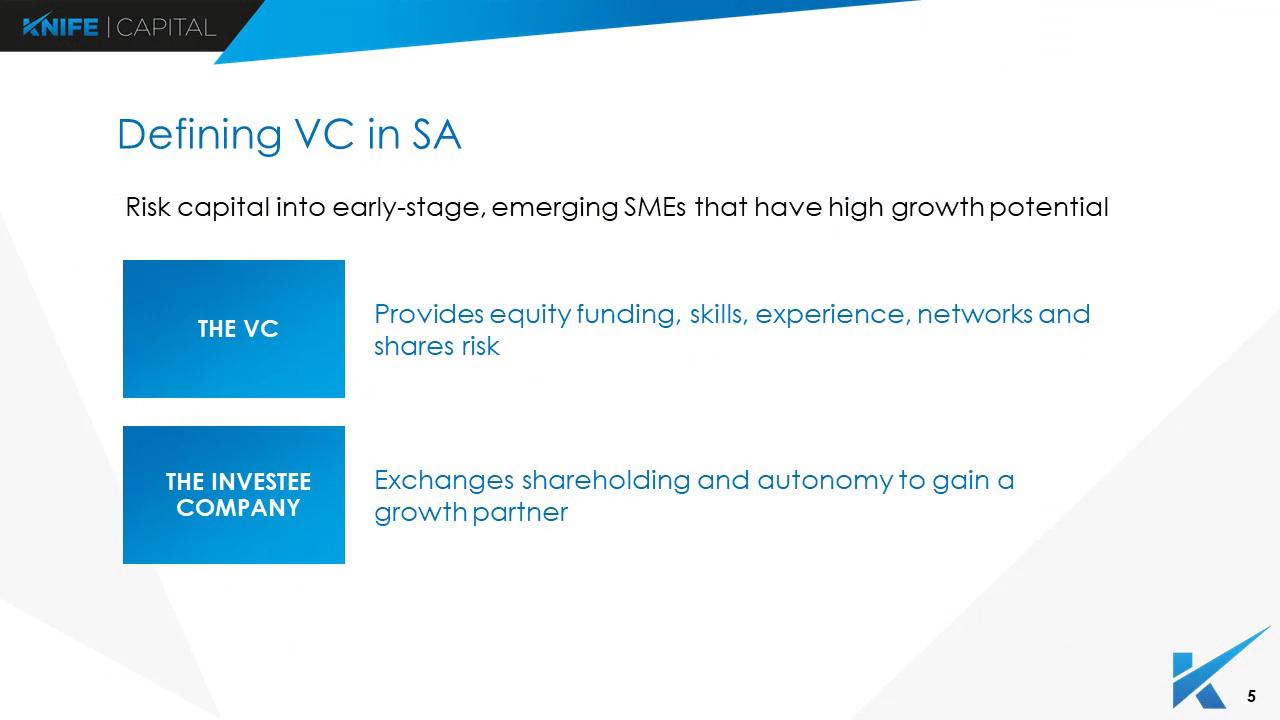 KNIFE | CAPITAL
Defining VC in SA
Risk capital into early-stage, emerging SMEs that have high growth potential
THE VC
Provides equity funding, skills, experience, networks and
shares risk
THE INVESTEE
COMPANY
Exchanges shareholding and autonomy to gain a
growth partner
5